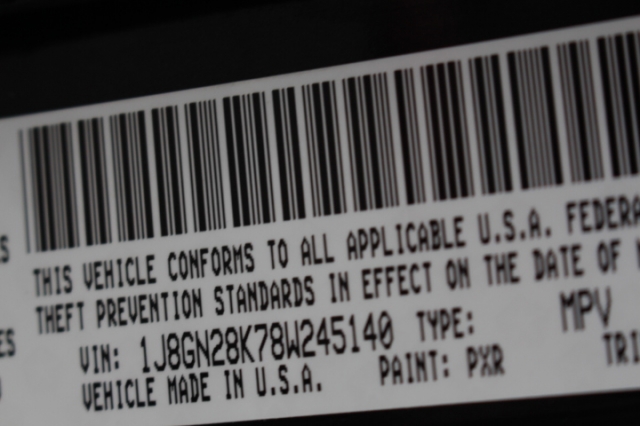 THIS VEHICLE CONFORMS TO ALL APPLICABLE U.S.A.
THEFT PREVENTION STANDARDS IN EFFECT ON THE DATE OF
VIN: 1J8GN28K78W245140 TYPE: MPV
VEHICLE MADE IN U.S.A. PAINT: PXR